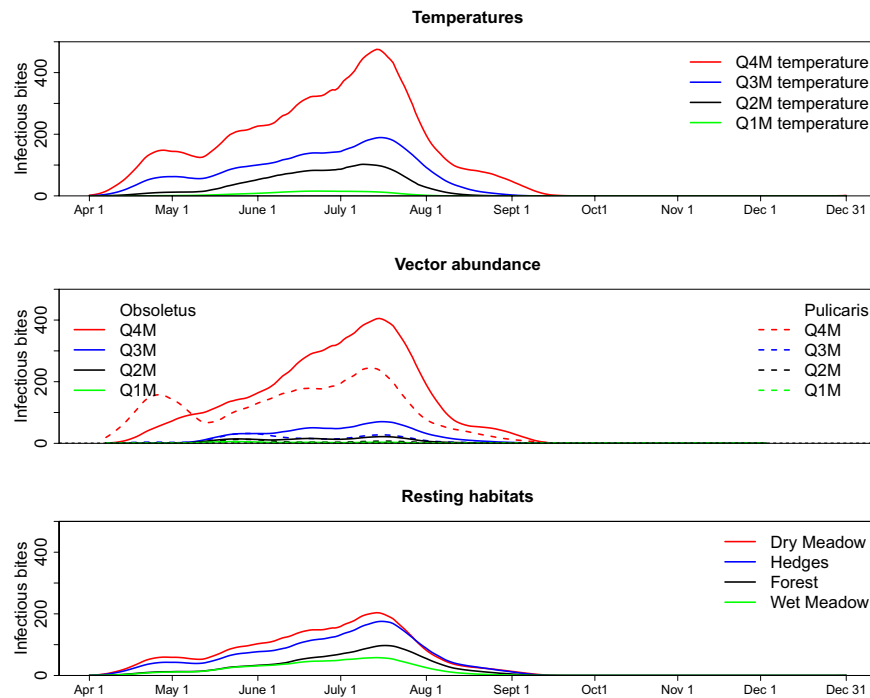 Temperatures
Infectious bites
0 200 400
Q4M temperature
Q3M temperature
Q2M temperature
Q1M temperature
Apr 1 May 1 June 1 July 1 Aug 1 Sept 1 Oct1 Nov 1 Dec 1 Dec 31
Vector abundance
Infectious bites
0 200 400
Obsoletus
Q4M
Q3M
Q2M
Q1M
Pulicaris
Q4M
Q3M
Q2M
Q1M
Resting habitats
Infectious bites
0 200 400
Dry Meadow
Hedges
Forest
Wet Meadow
Apr 1 May 1 June 1 July 1 Aug 1 Sept 1 Oct1 Nov 1 Dec 1 Dec 31